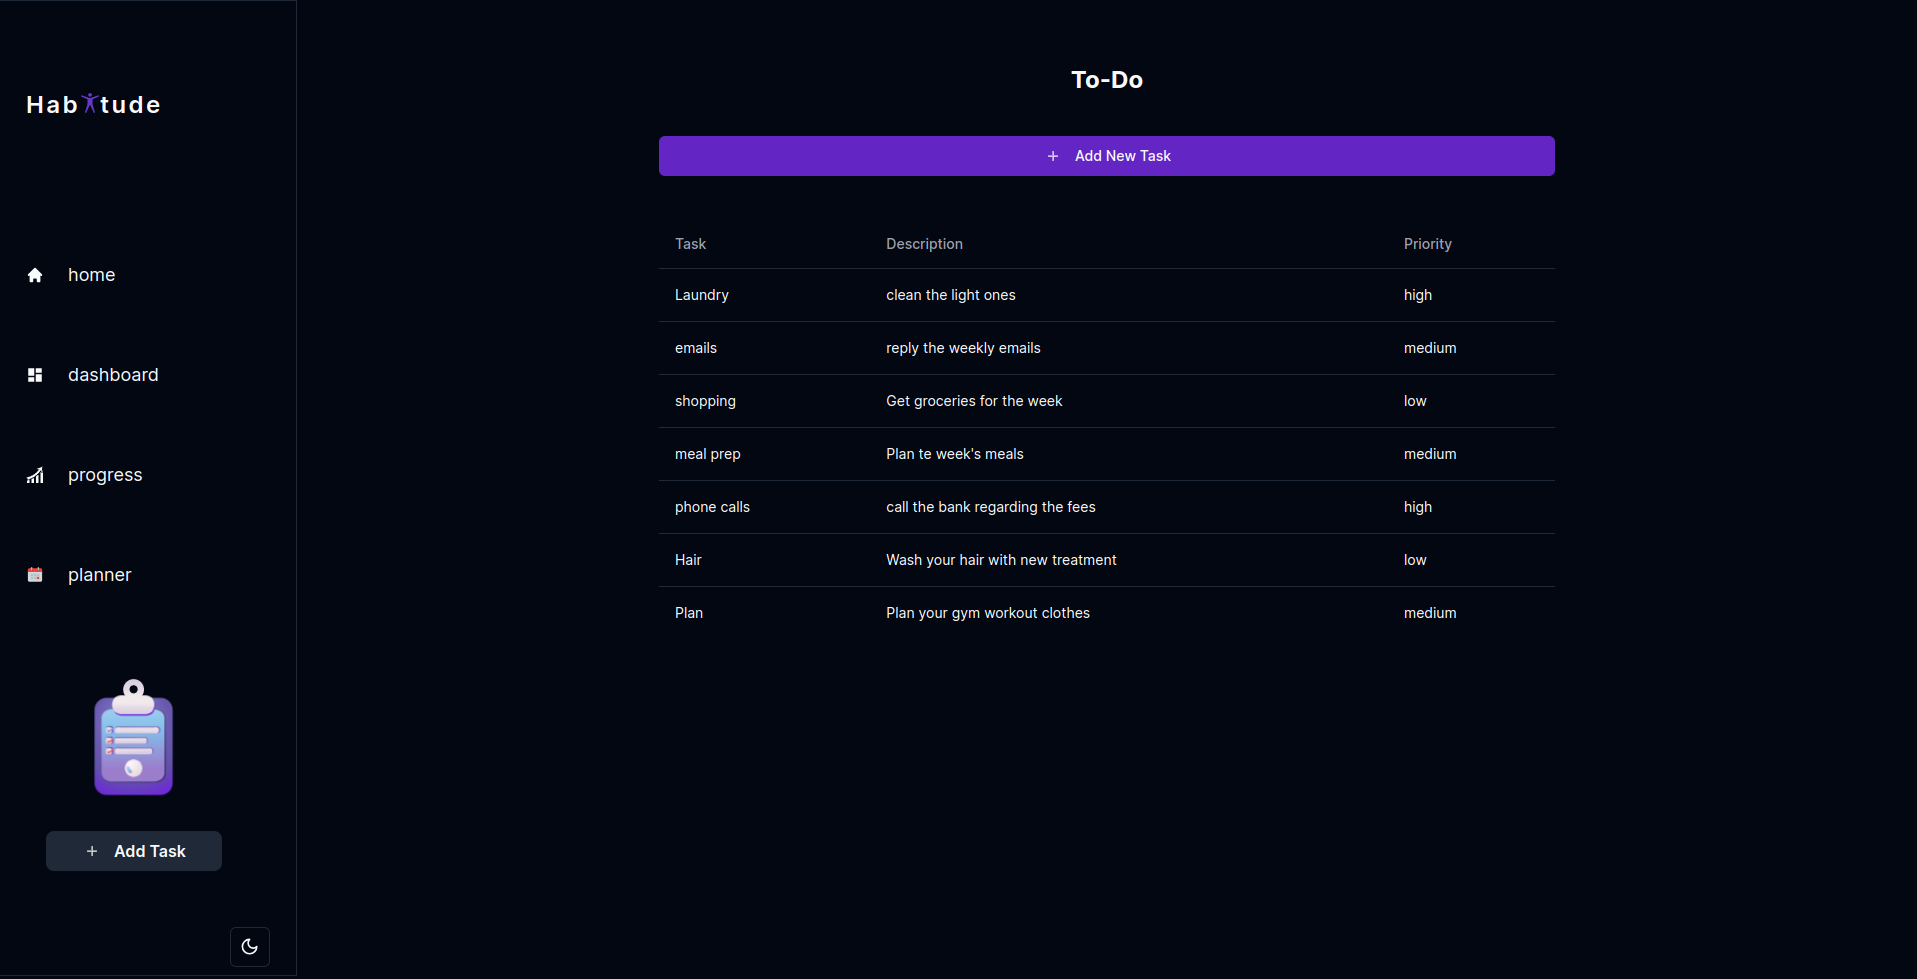 Habitude
home
dashboard
progress
planner
+ Add Task
To-Do
+ Add New Task
Task Description Priority
Laundry clean the light ones high
emails reply the weekly emails medium
shopping Get groceries for the week low
meal prep Plan te week's meals medium
phone calls call the bank regarding the fees high
Hair Wash your hair with new treatment low
Plan Plan your gym workout clothes medium